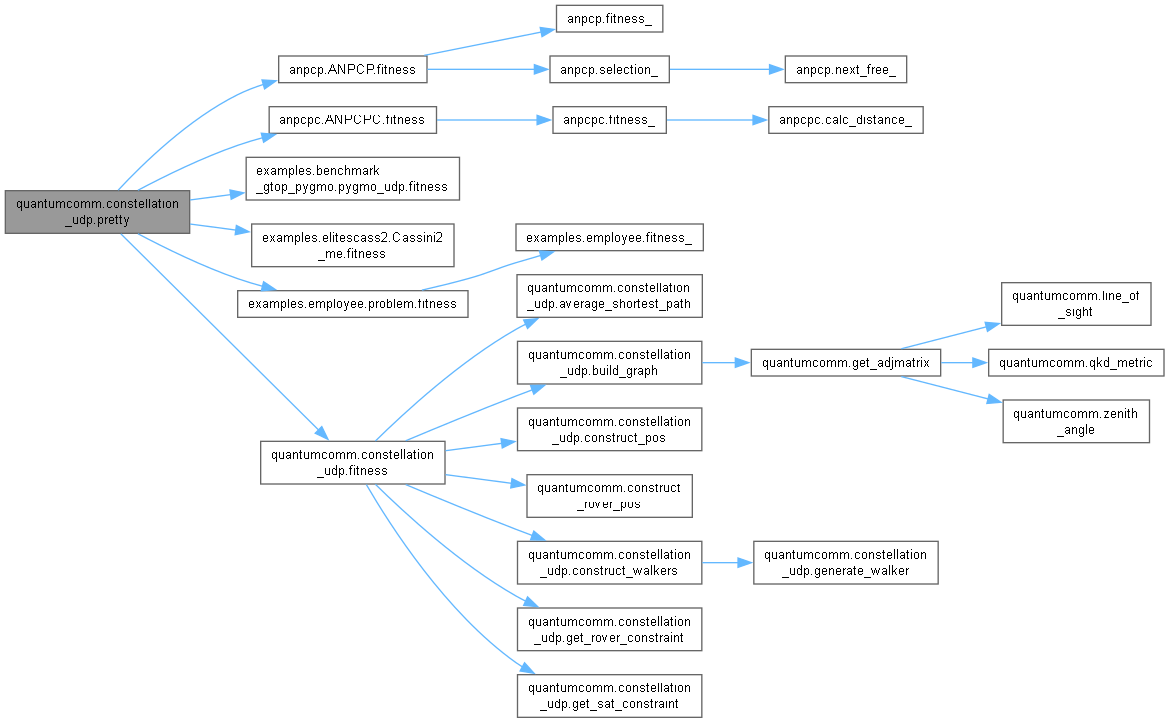 anpcp.fitness_
anpcp.ANPCP.fitness
anpcp.selection_
anpcp.next_free_
anpcpc.ANPCPC.fitness
anpcpc.fitness_
anpcpc.calc_distance_
examples.benchmark
_gtop_pygmo.pygmo_udp.fitness
quantumcomm.constellation
_udp.pretty
examples.elitescass2.Cassini2
_me.fitness
examples.employee.fitness_
examples.employee.problem.fitness
quantumcomm.constellation
_udp.average_shortest_path
quantumcomm.line_of
_sight
quantumcomm.constellation
_udp.build_graph
quantumcomm.get_adjmatrix
quantumcomm.qkd_metric
quantumcomm.zenith
_angle
quantumcomm.constellation
_udp.construct_pos
quantumcomm.constellation
_udp.fitness
quantumcomm.construct
_rover_pos
quantumcomm.constellation
_udp.construct_walkers
quantumcomm.constellation
_udp.generate_walker
quantumcomm.constellation
_udp.get_rover_constraint
quantumcomm.constellation
_udp.get_sat_constraint